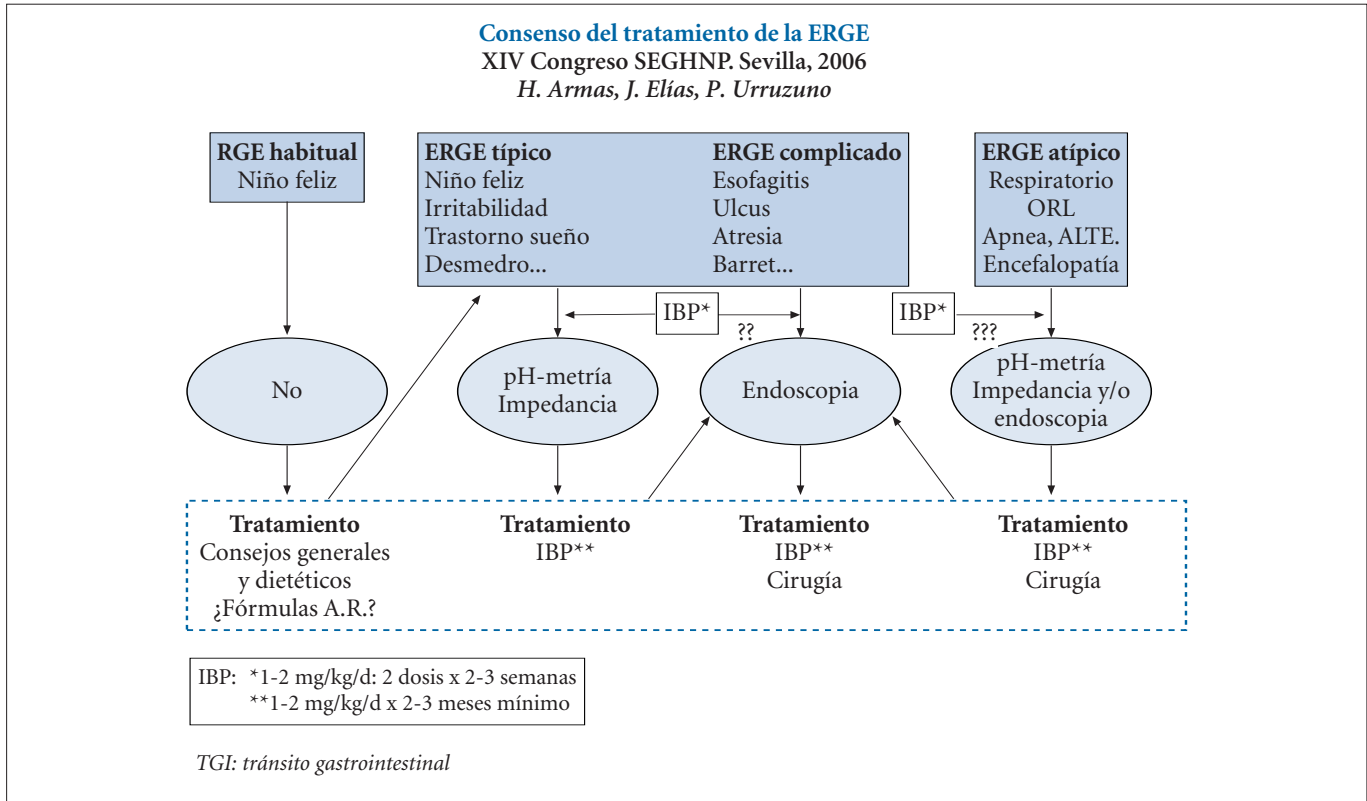 Consenso del tratamiento de la ERGE
XIV Congreso SEGHNP. Sevilla, 2006
H. Armas, J. Elías, P. Urruzuno
RGE habitual
Niño feliz
ERGE típico
Niño feliz
Irritabilidad
Trastorno sueño
Desmedro...
ERGE complicado
Esofagitis
Ulcus
Atresia
Barret...
ERGE atípico
Respiratorio
ORL
Apnea, ALTE.
Encefalopatía
IBP*
??
IBP*
???
No
pH-metría
Impedancia
Endoscopia
pH-metría
Impedancia y/o
endoscopia
Tratamiento
Consejos generales
y dietéticos
¿Fórmulas A.R.?
Tratamiento
IBP**
Tratamiento
IBP**
Cirugía
Tratamiento
IBP**
Cirugía
IBP: *1-2 mg/kg/d: 2 dosis x 2-3 semanas
**1-2 mg/kg/d x 2-3 meses mínimo
TGI: tránsito gastrointestinal